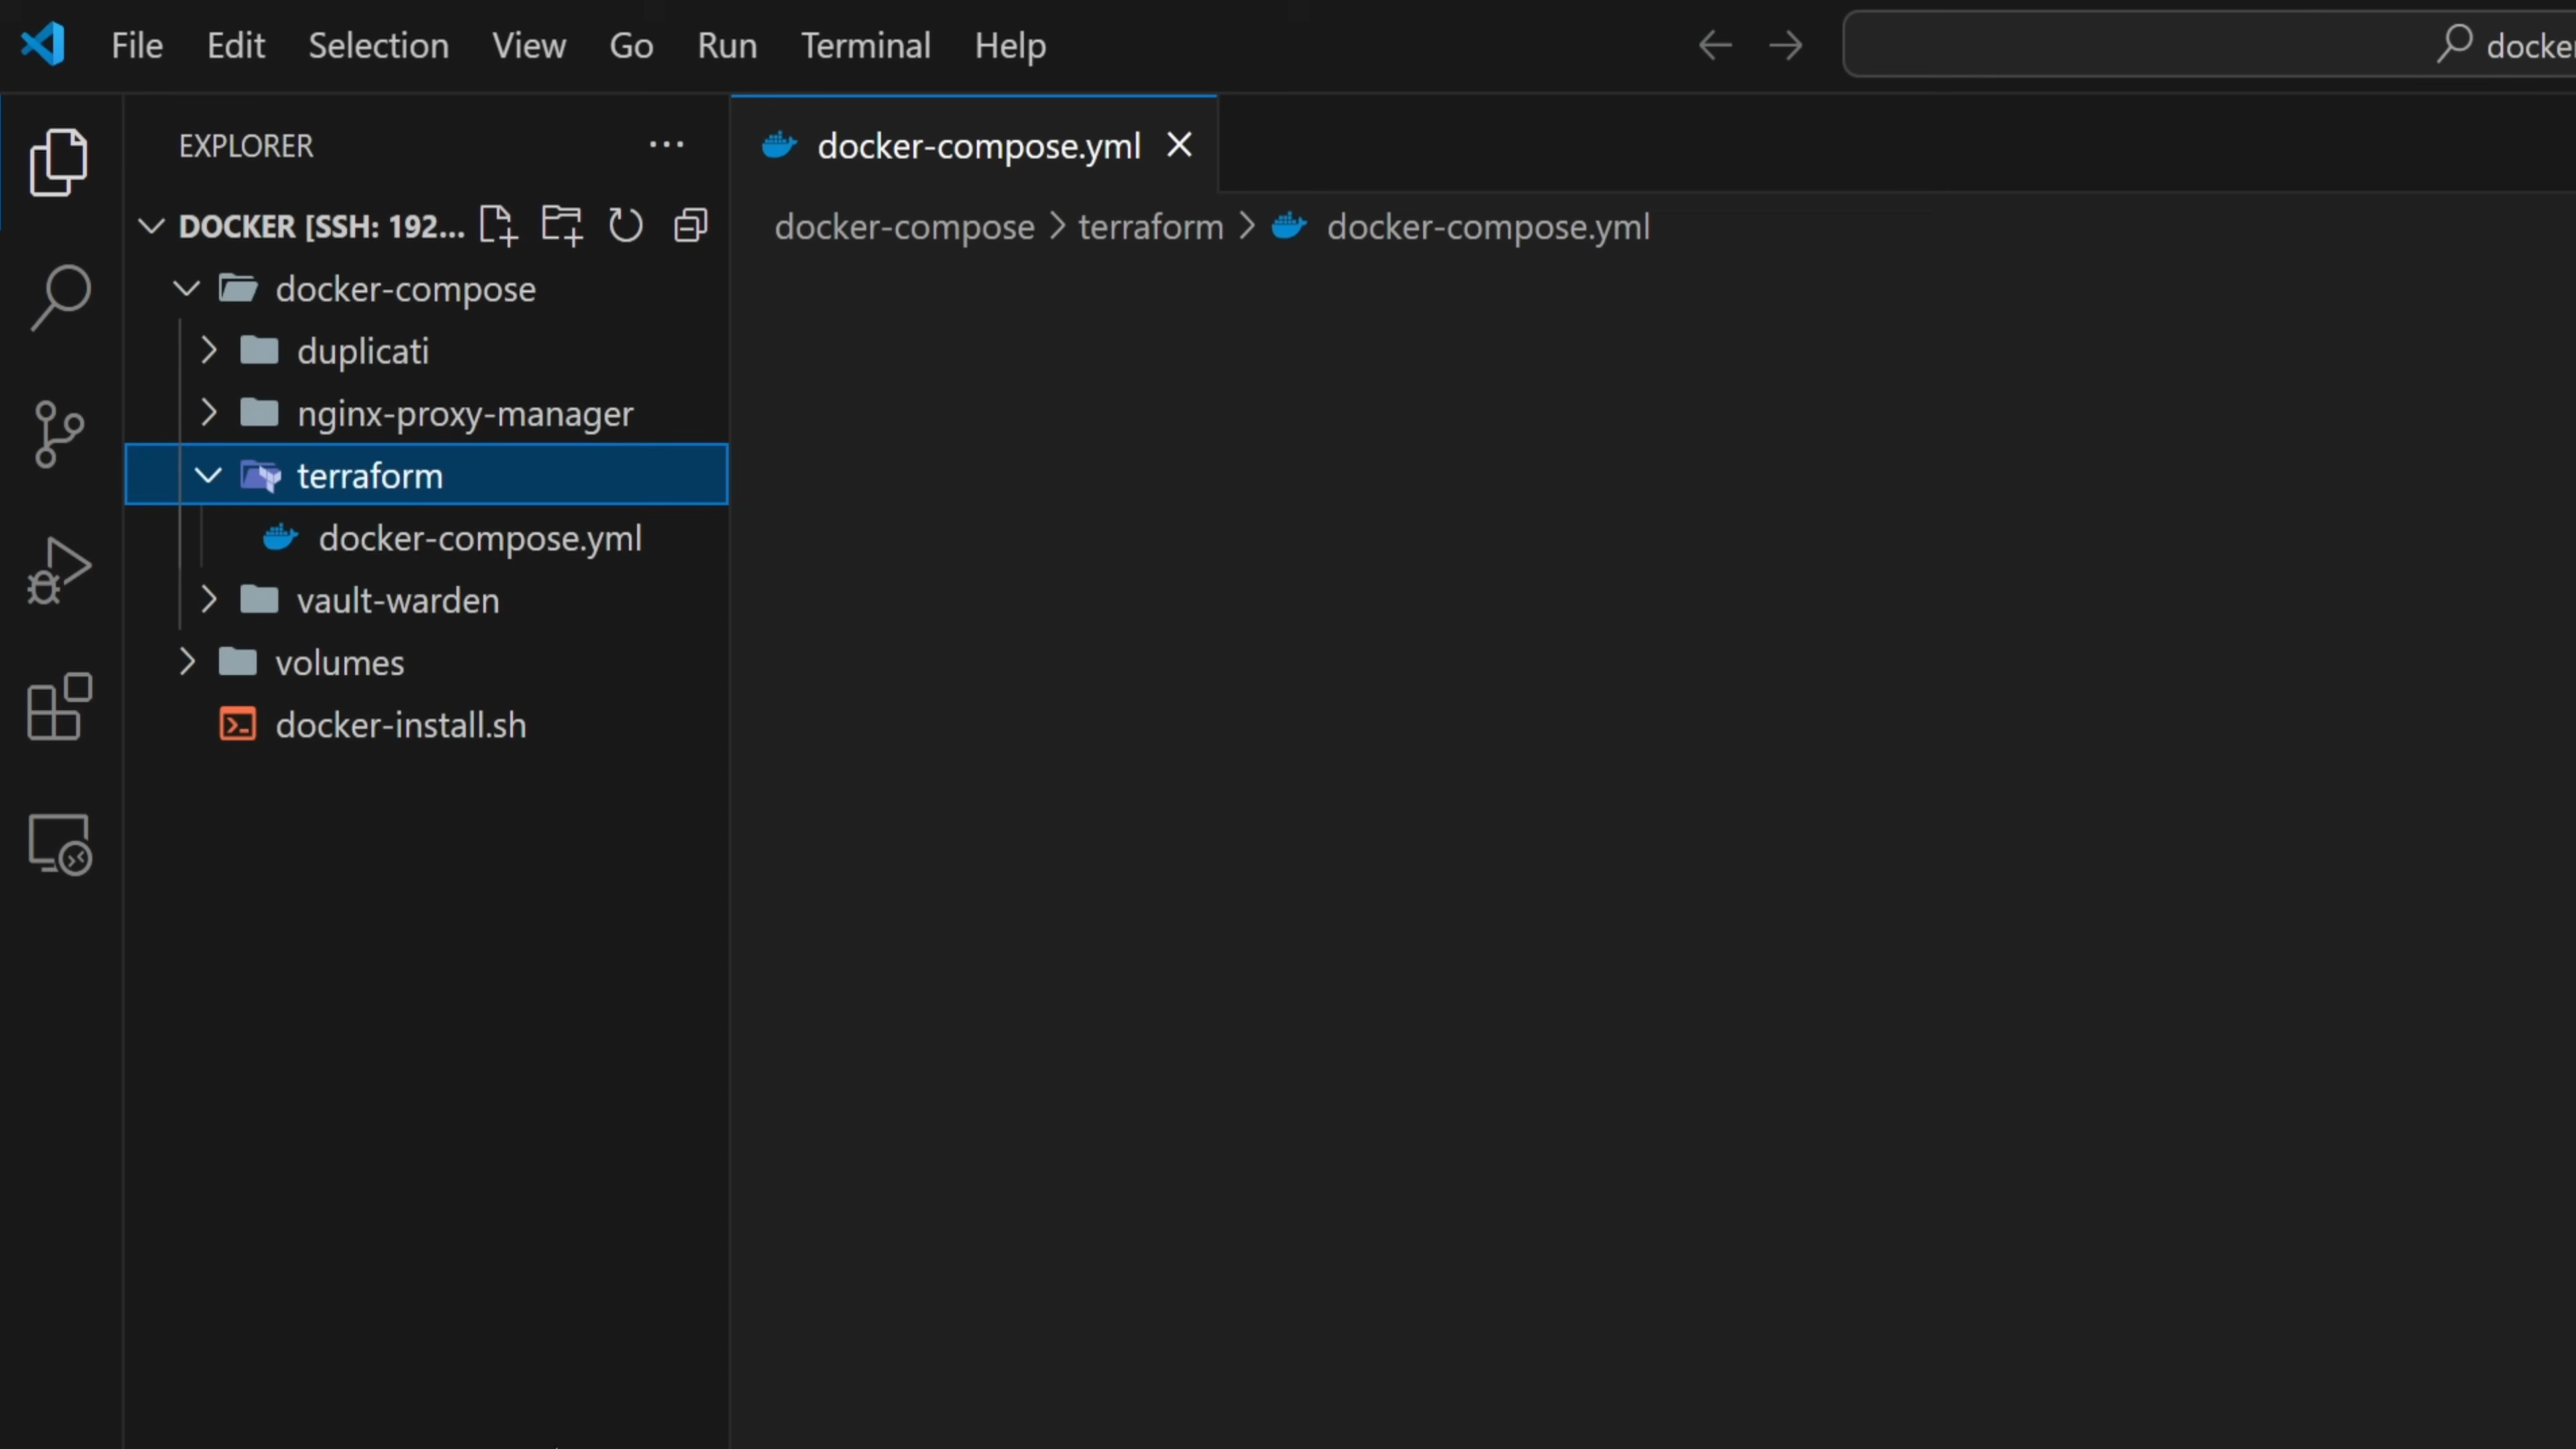 File Edit Selection View Go Run Terminal Help
EXPLORER
docker-compose.yml
DOCKER [SSH: 192...
docker-compose > terraform > docker-compose.yml
docker-compose
duplicati
nginx-proxy-manager
terraform
docker-compose.yml
vault-warden
volumes
docker-install.sh